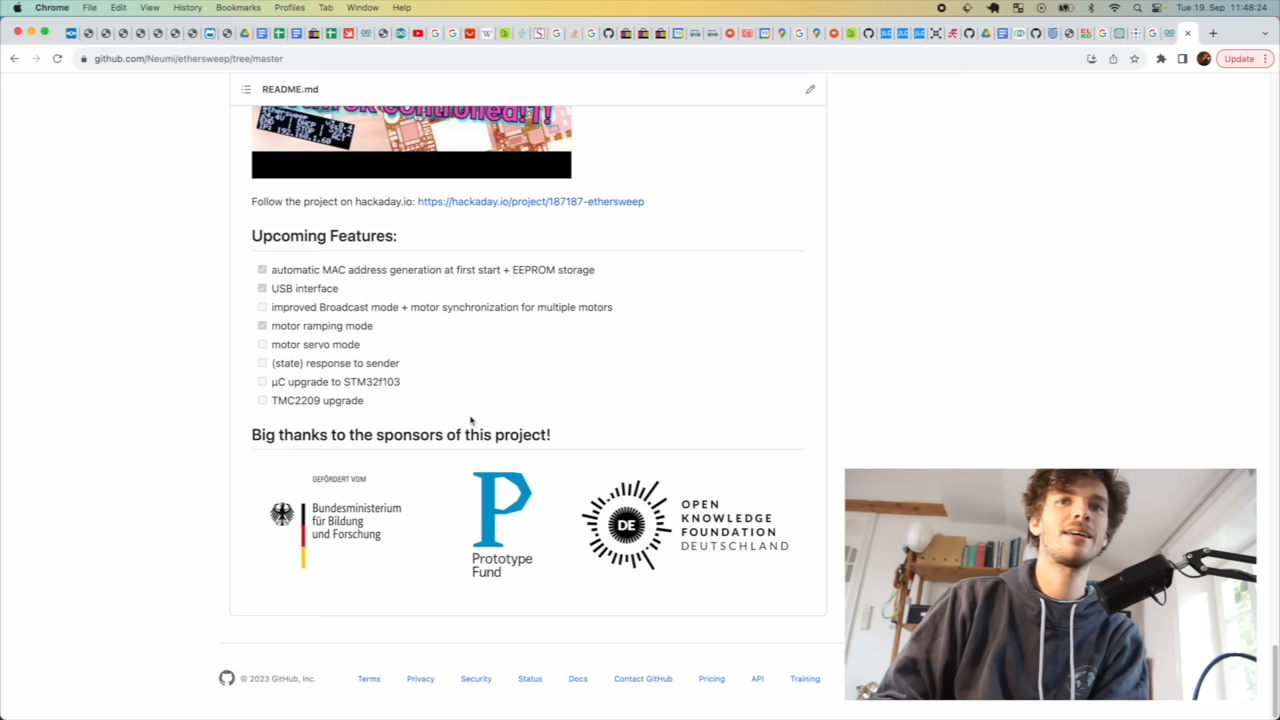 Chrome File Edit View History Bookmarks Profiles Tab Window Help
Tue 19. Sep. 11:48:24
github.com/Neumi/ethersweep/tree/master
Update
README.md
controlled!!!
Follow the project on hackaday.io: https://hackaday.io/project/187187-ethersweep
Upcoming Features:
automatic MAC address generation at first start + EEPROM storage
USB interface
improved Broadcast mode + motor synchronization for multiple motors
motor ramping mode
motor servo mode
(state) response to sender
µC upgrade to STM32f103
TMC2209 upgrade
Big thanks to the sponsors of this project!
GEFÖRDERT VOM
Bundesministerium
für Bildung
und Forschung
Prototype
Fund
DE
OPEN
KNOWLEDGE
FOUNDATION
DEUTSCHLAND
© 2023 GitHub, Inc.
Terms Privacy Security Status Docs Contact GitHub Pricing API Training